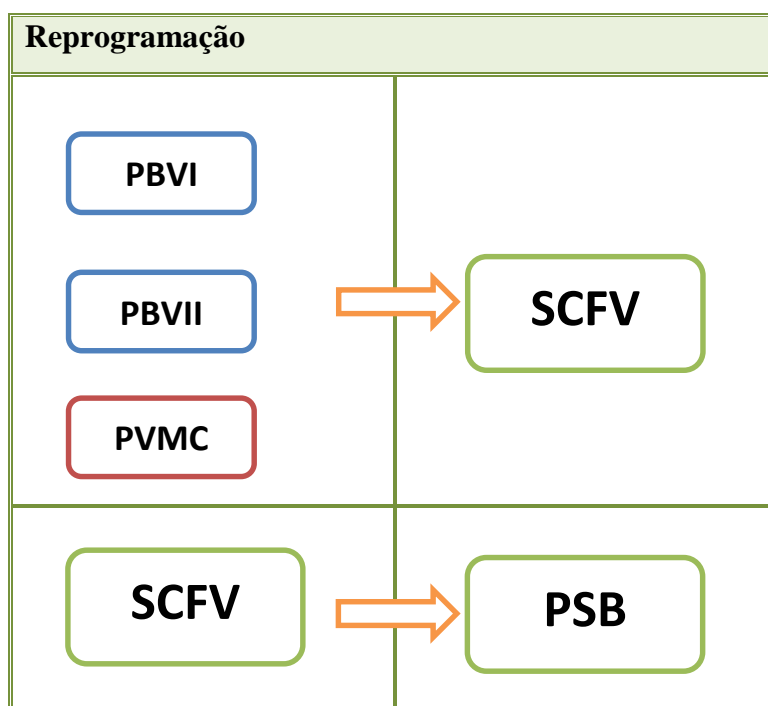 Reprogramação
PBVI
PBVII
PVMC
SCFV
SCFV
PSB